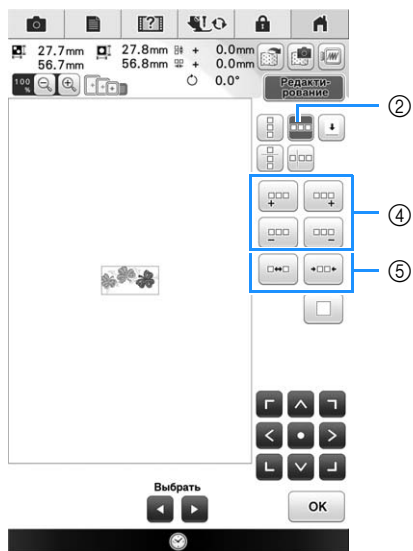 27.7mm 27.8mm + 0.0mm
56.7mm 56.8mm + 0.0mm
100 % 0.0°
Редакти-
рование
②
④
⑤
Выбрать
OK